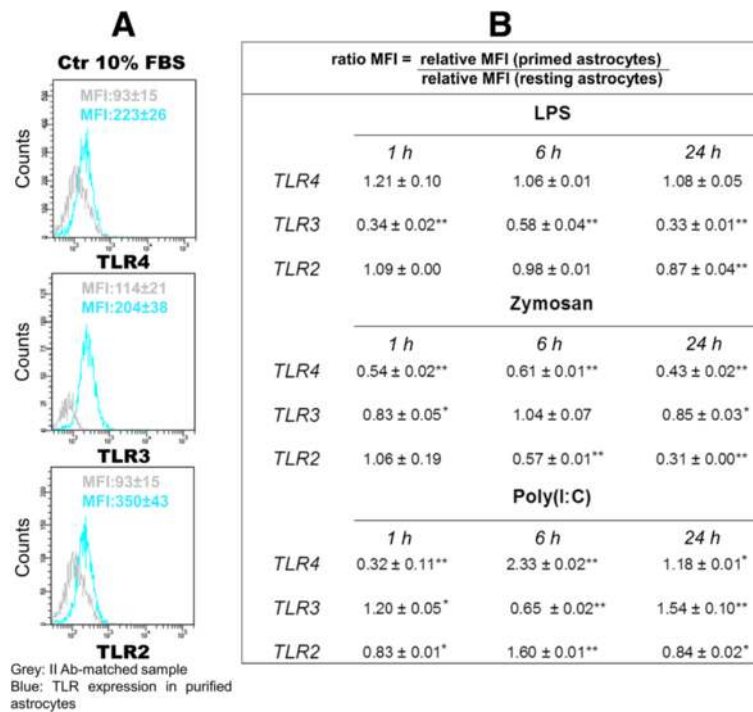 A
Ctr 10% FBS
MFI:93±15
MFI:223±26
Counts
TLR4
MFI:114±21
MFI:204±38
Counts
TLR3
MFI:93±15
MFI:350±43
Counts
TLR2
Grey: II Ab-matched sample
Blue: TLR expression in purified
astrocytes
B
ratio MFI = relative MFI (primed astrocytes)
relative MFI (resting astrocytes)
LPS
1 h 6 h 24 h
TLR4 1.21 ± 0.10 1.06 ± 0.01 1.08 ± 0.05
TLR3 0.34 ± 0.02** 0.58 ± 0.04** 0.33 ± 0.01**
TLR2 1.09 ± 0.00 0.98 ± 0.01 0.87 ± 0.04**
Zymosan
1 h 6 h 24 h
TLR4 0.54 ± 0.02** 0.61 ± 0.01** 0.43 ± 0.02**
TLR3 0.83 ± 0.05* 1.04 ± 0.07 0.85 ± 0.03*
TLR2 1.06 ± 0.19 0.57 ± 0.01** 0.31 ± 0.00**
Poly(I:C)
1 h 6 h 24 h
TLR4 0.32 ± 0.11** 2.33 ± 0.02** 1.18 ± 0.01*
TLR3 1.20 ± 0.05* 0.65 ± 0.02** 1.54 ± 0.10**
TLR2 0.83 ± 0.01* 1.60 ± 0.01** 0.84 ± 0.02*